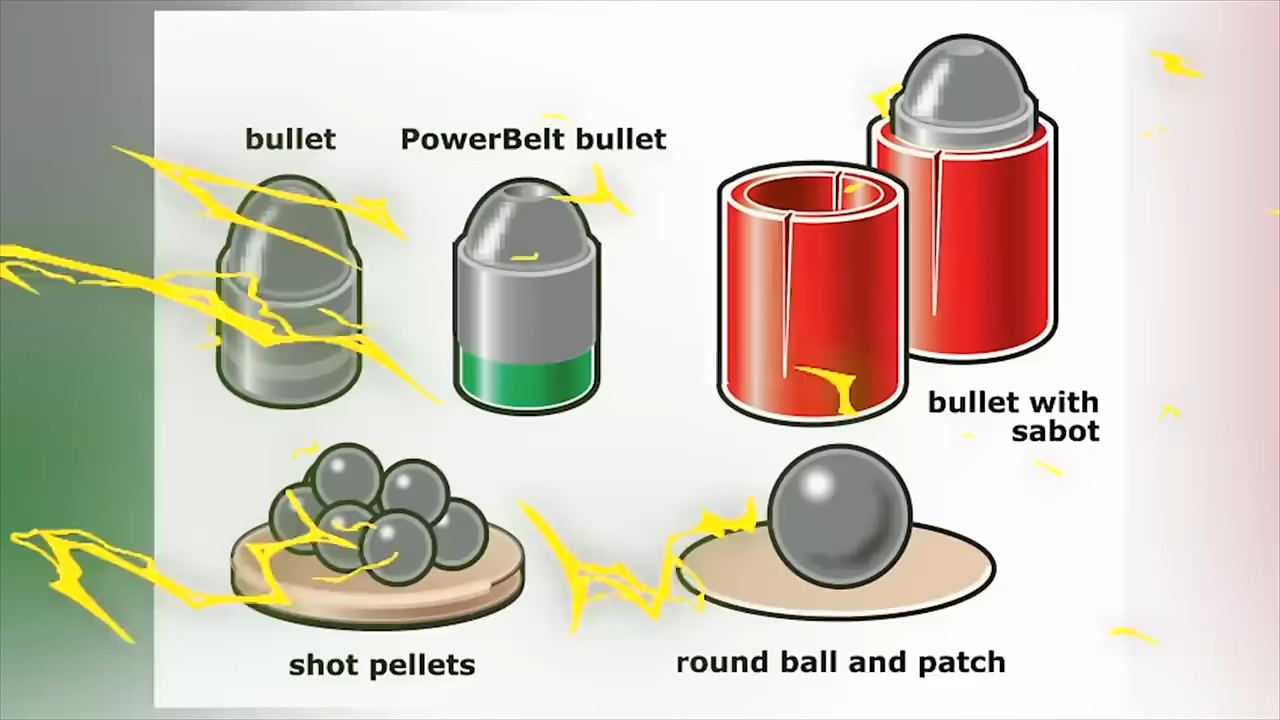 bullet
PowerBelt bullet
bullet with
sabot
shot pellets
round ball and patch